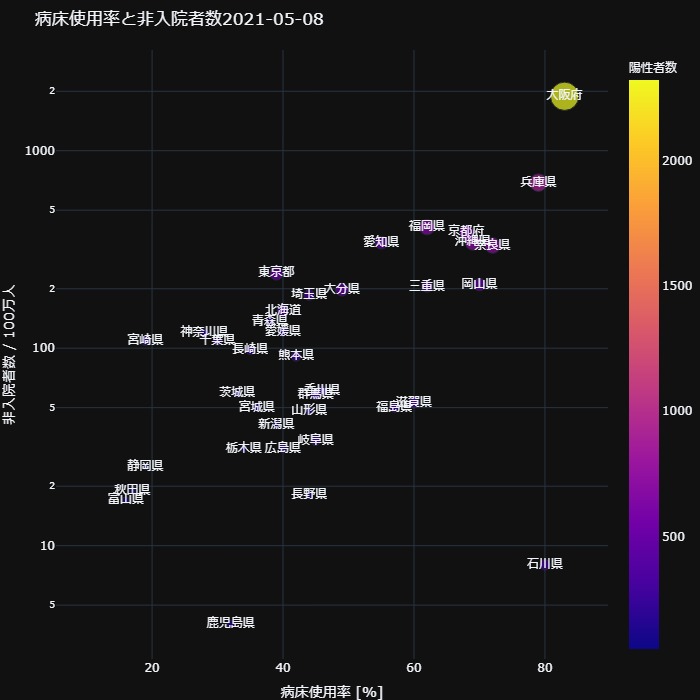 病床使用率と非入院者数2021-05-08
陽性者数
2
大阪府
2000
1000
兵庫県
5
福岡県
京都府
愛知県
沖縄県
奈良県
1500
東京都
2
埼玉県
大分県
三重県
岡山県
北海道
青森県
神奈川県
愛媛県
宮崎県
千葉県
100
長崎県
熊本県
茨城県
香川県
群馬県
1000
5
宮城県
山形県
福島県
滋賀県
新潟県
岐阜県
栃木県
広島県
静岡県
2
秋田県
富山県
長野県
500
10
石川県
5
鹿児島県
20
40
60
80
病床使用率 [%]
非入院者数 / 100万人